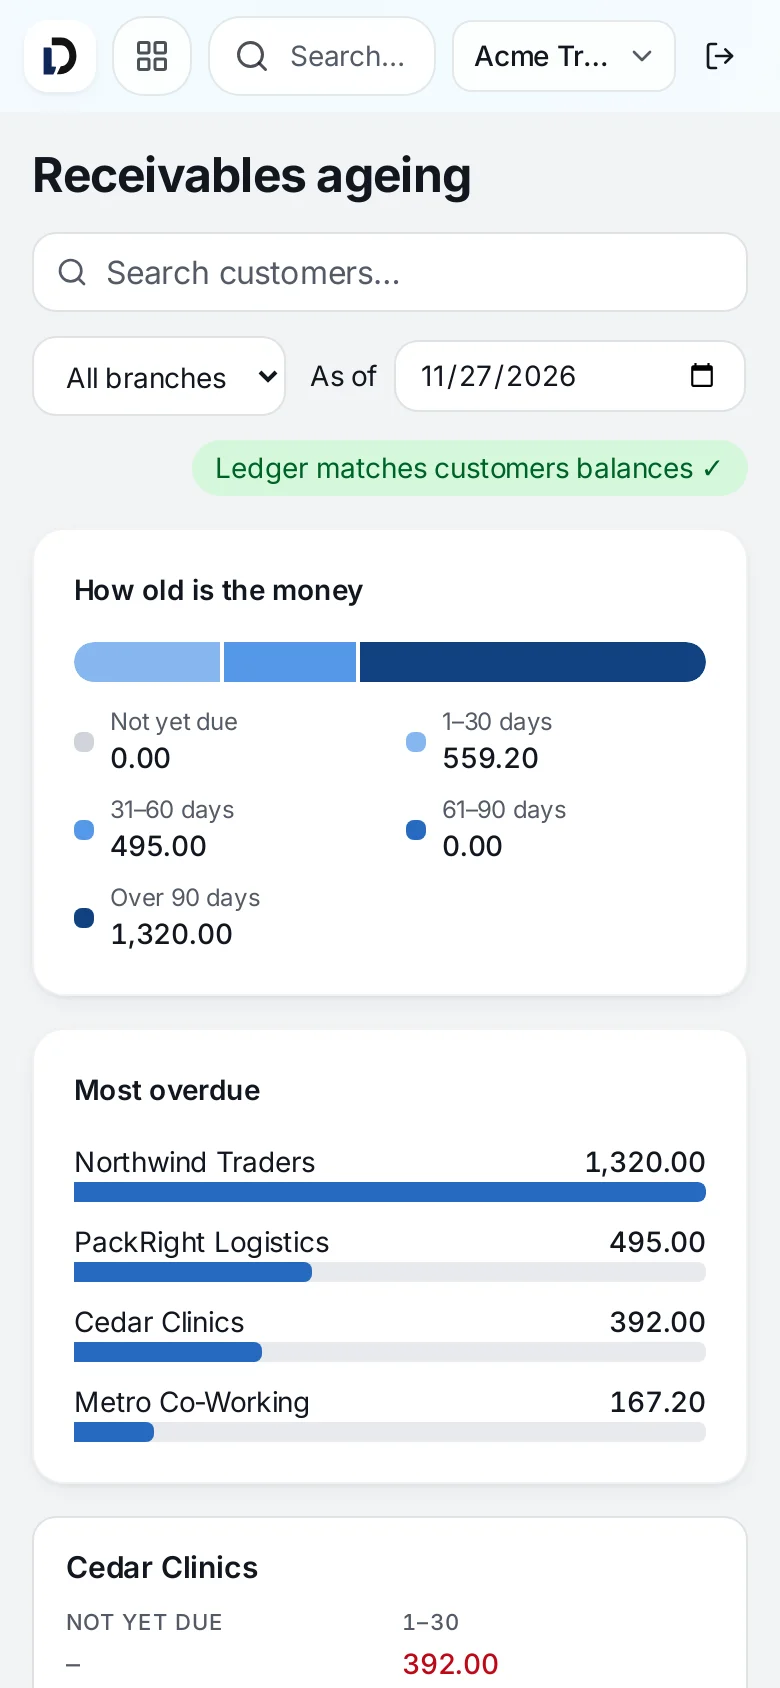 D
Search...
Acme Tr...
Receivables ageing
Search customers...
All branches
As of
11/27/2026
Ledger matches customers balances ✓
How old is the money
Not yet due
0.00
1–30 days
559.20
31–60 days
495.00
61–90 days
0.00
Over 90 days
1,320.00
Most overdue
Northwind Traders 1,320.00
PackRight Logistics 495.00
Cedar Clinics 392.00
Metro Co-Working 167.20
Cedar Clinics
NOT YET DUE
–
1–30
392.00